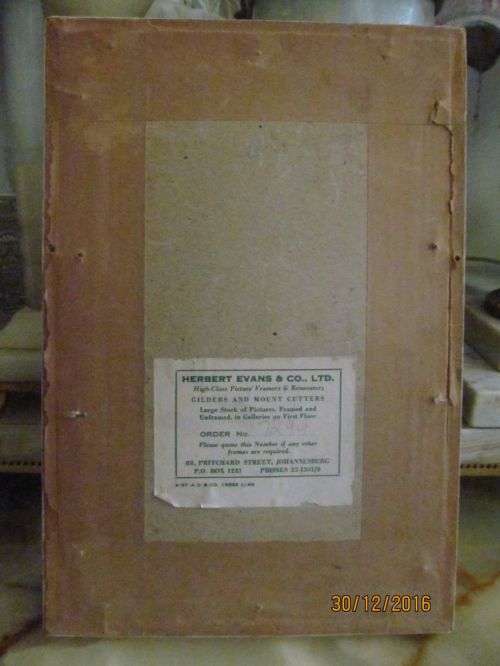 HERBERT EVANS & CO., LTD.
High-Class Picture Framers & Renovators
GILDERS AND MOUNT CUTTERS
Large Stock of Pictures, Framed and
Unframed, in Galleries on First Floor
ORDER No.
Please quote this Number if any other
frames are required.
PRITCHARD STREET, JOHANNESBURG
P.O. BOX 1221 PHONES
30/12/2016